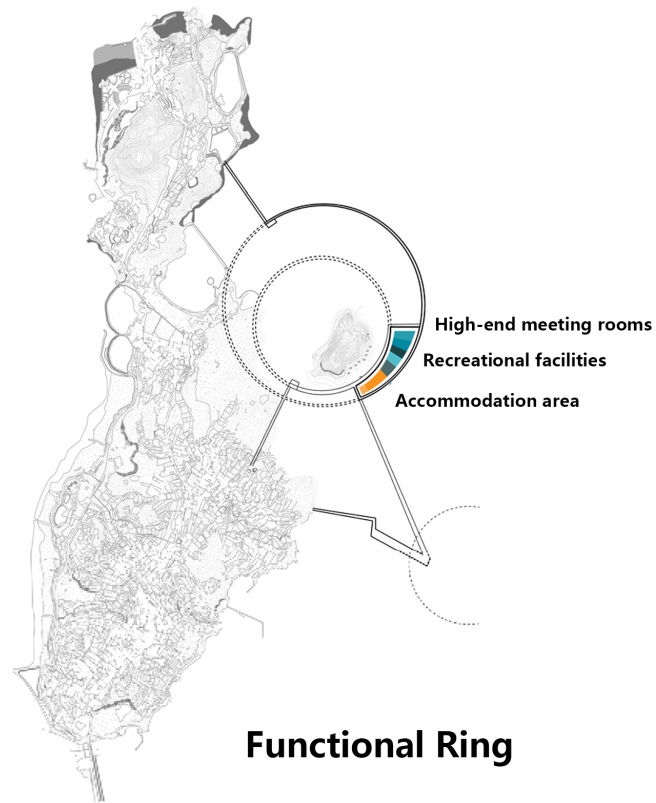 High-end meeting rooms
Recreational facilities
Accommodation area
Functional Ring